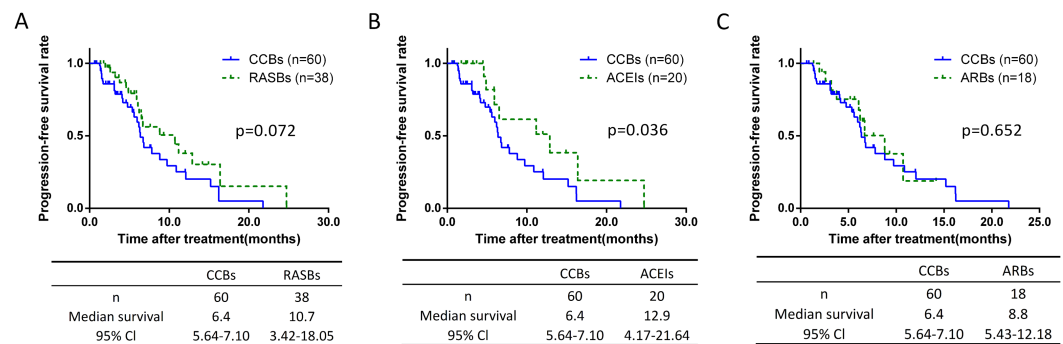 A
Progression-free survival rate
1.0
0.5
1.0
0.0
10.0
20.0
30.0
Time after treatment(months)
CCBs (n=60)
RASBs (n=38)
p=0.072
CCBs RASBs
n 60 38
Median survival 6.4 10.7
95% Cl 5.64-7.10 3.42-18.05
B
Progression-free survival rate
1.0
0.5
1.0
0.0
10.0
20.0
30.0
Time after treatment(months)
CCBs (n=60)
ACEIs (n=20)
p=0.036
CCBs ACEIs
n 60 20
Median survival 6.4 12.9
95% Cl 5.64-7.10 4.17-21.64
C
Progression-free survival rate
1.0
0.5
1.0
0.0
5.0
10.0
15.0
20.0
25.0
Time after treatment(months)
CCBs (n=60)
ARBs (n=18)
p=0.652
CCBs ARBs
n 60 18
Median survival 6.4 8.8
95% Cl 5.64-7.10 5.43-12.18